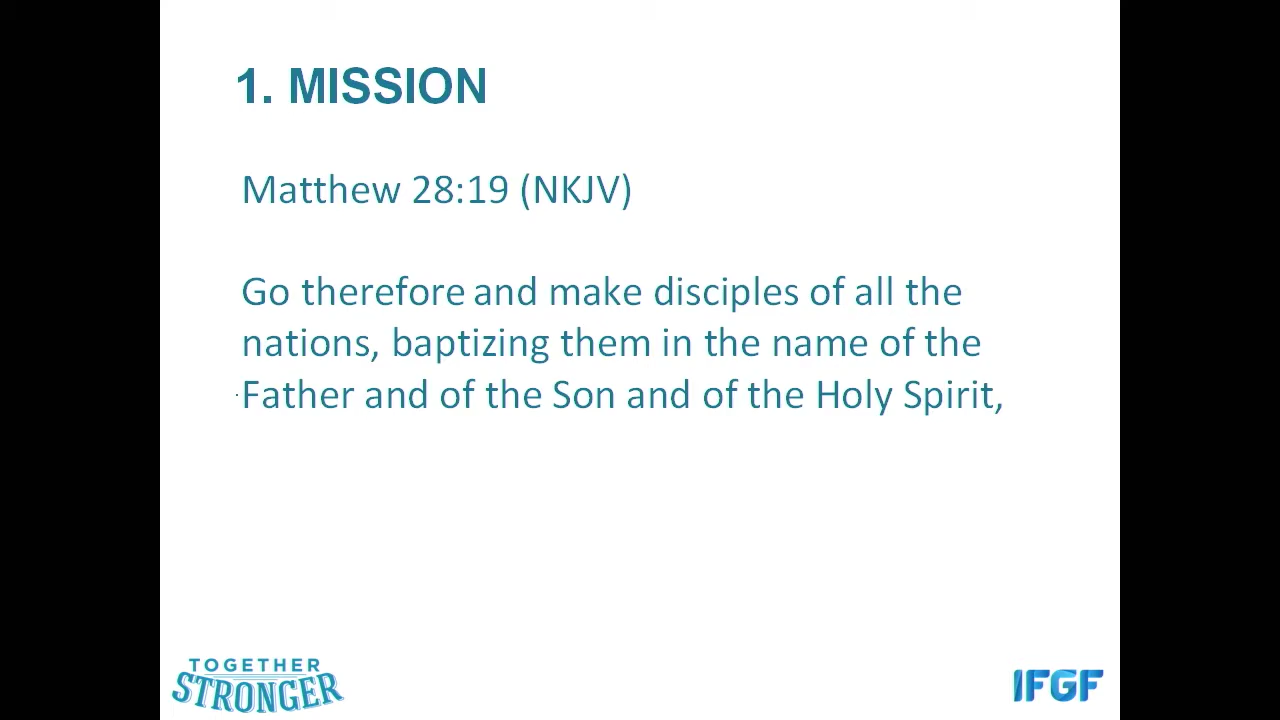 1. MISSION
Matthew 28:19 (NKJV)
Go therefore and make disciples of all the
nations, baptizing them in the name of the
Father and of the Son and of the Holy Spirit,
TOGETHER
STRONGER
IFGF